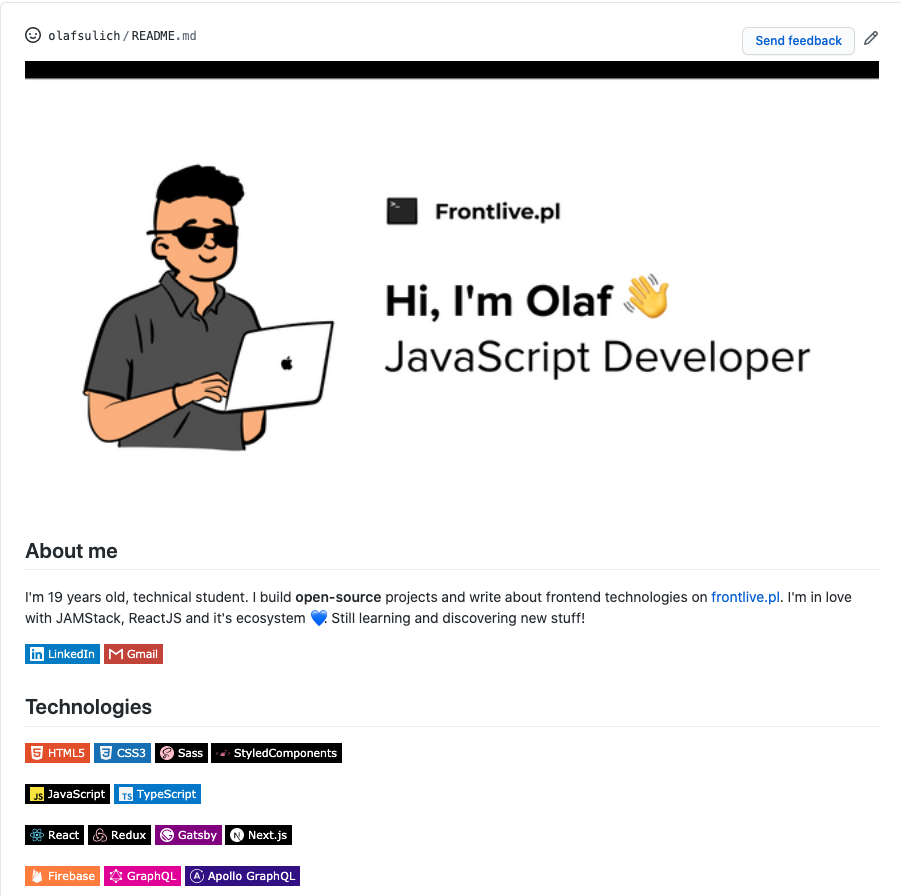 olafsulich/README.md
Send feedback
>_
Frontlive.pl
Hi, I'm Olaf 👋
JavaScript Developer
About me
I'm 19 years old, technical student. I build open-source projects and write about frontend technologies on frontlive.pl. I'm in love
with JAMStack, ReactJS and it's ecosystem 💙. Still learning and discovering new stuff!
in LinkedIn M Gmail
Technologies
HTML5 CSS3 Sass StyledComponents
JS JavaScript TS TypeScript
React Redux Gatsby N Next.js
Firebase GraphQL A Apollo GraphQL